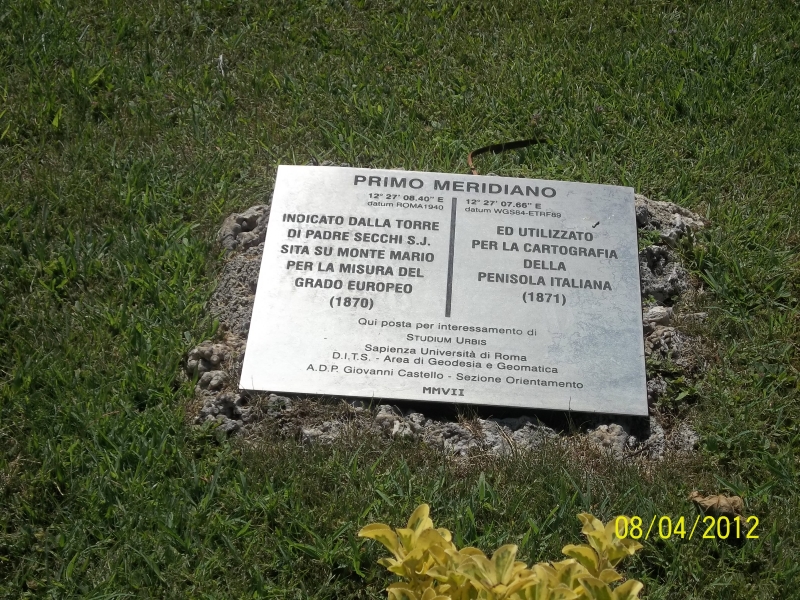 PRIMO MERIDIANO
12° 27' 08.40" E
datum ROMA1940
INDICATO DALLA TORRE
DI PADRE SECCHI S.J.
SITA SU MONTE MARIO
PER LA MISURA DEL
GRADO EUROPEO
(1870)
12° 27' 07.66" E
datum WGS84-ETRF89
ED UTILIZZATO
PER LA CARTOGRAFIA
DELLA
PENISOLA ITALIANA
(1871)
Qui posta per interessamento di
STUDIUM URBIS
Sapienza Università di Roma
D.I.T.S. - Area di Geodesia e Geomatica
A.D.P. Giovanni Castello - Sezione Orientamento
MMVII
08/04/2012